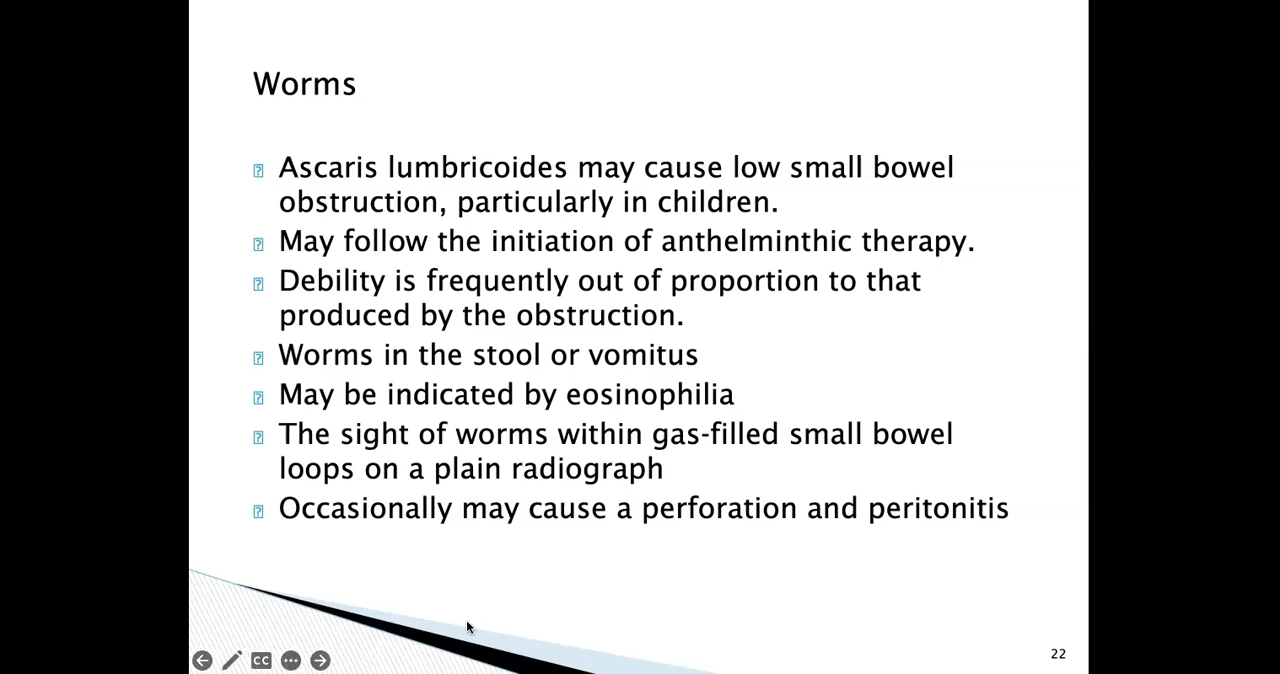 Worms
Ascaris lumbricoides may cause low small bowel
obstruction, particularly in children.
May follow the initiation of anthelminthic therapy.
Debility is frequently out of proportion to that
produced by the obstruction.
Worms in the stool or vomitus
May be indicated by eosinophilia
The sight of worms within gas-filled small bowel
loops on a plain radiograph
Occasionally may cause a perforation and peritonitis
CC
22